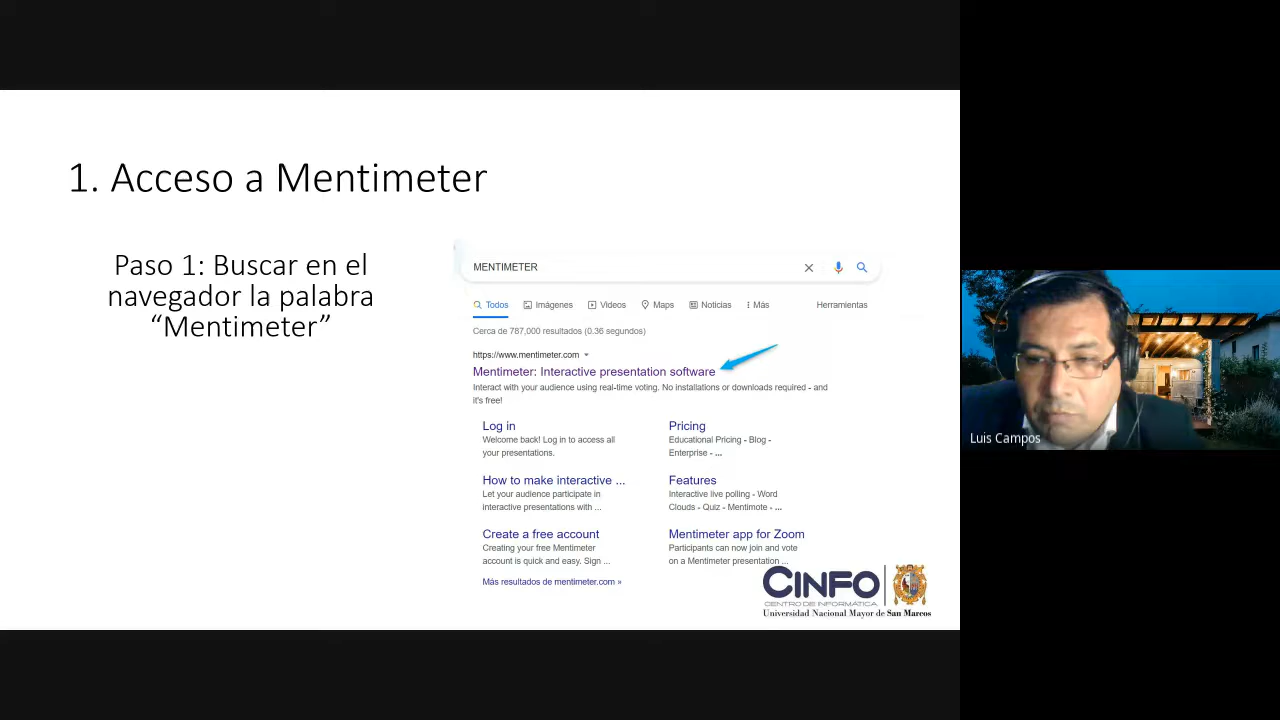 1. Acceso a Mentimeter
Paso 1: Buscar en el
navegador la palabra
“Mentimeter”
MENTIMETER
Todos Imágenes Videos Maps Noticias Más Herramientas
Cerca de 787,000 resultados (0.36 segundos)
https://www.mentimeter.com
Mentimeter: Interactive presentation software
Interact with your audience using real-time voting. No installations or downloads required - and
it's free!
Log in
Welcome back! Log in to access all
your presentations.
Pricing
Educational Pricing - Blog -
Enterprise - ...
How to make interactive ...
Let your audience participate in
interactive presentations with ...
Features
Interactive live polling - Word
Clouds - Quiz - Mentimote - ...
Create a free account
Creating your free Mentimeter
account is quick and easy. Sign ...
Mentimeter app for Zoom
Participants can now join and vote
on a Mentimeter presentation ...
Más resultados de mentimeter.com »
CINFO
CENTRO DE INFORMÁTICA
Universidad Nacional Mayor de San Marcos
Luis Campos